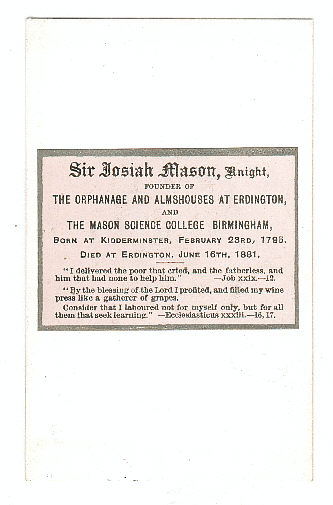 Sir Josiah Mason, Knight,
FOUNDER OF
THE ORPHANAGE AND ALMSHOUSES AT ERDINGTON,
AND
THE MASON SCIENCE COLLEGE BIRMINGHAM,
BORN AT KIDDERMINSTER, FEBRUARY 23RD, 1795.
DIED AT ERDINGTON, JUNE 16TH, 1881.
"I delivered the poor that cried, and the fatherless, and
him that had none to help him." —Job xxix.—12.
"By the blessing of the Lord I profited, and filled my wine
press like a gatherer of grapes.
Consider that I laboured not for myself only, but for all
them that seek learning." —Ecclesiasticus xxxiii.—16, 17.